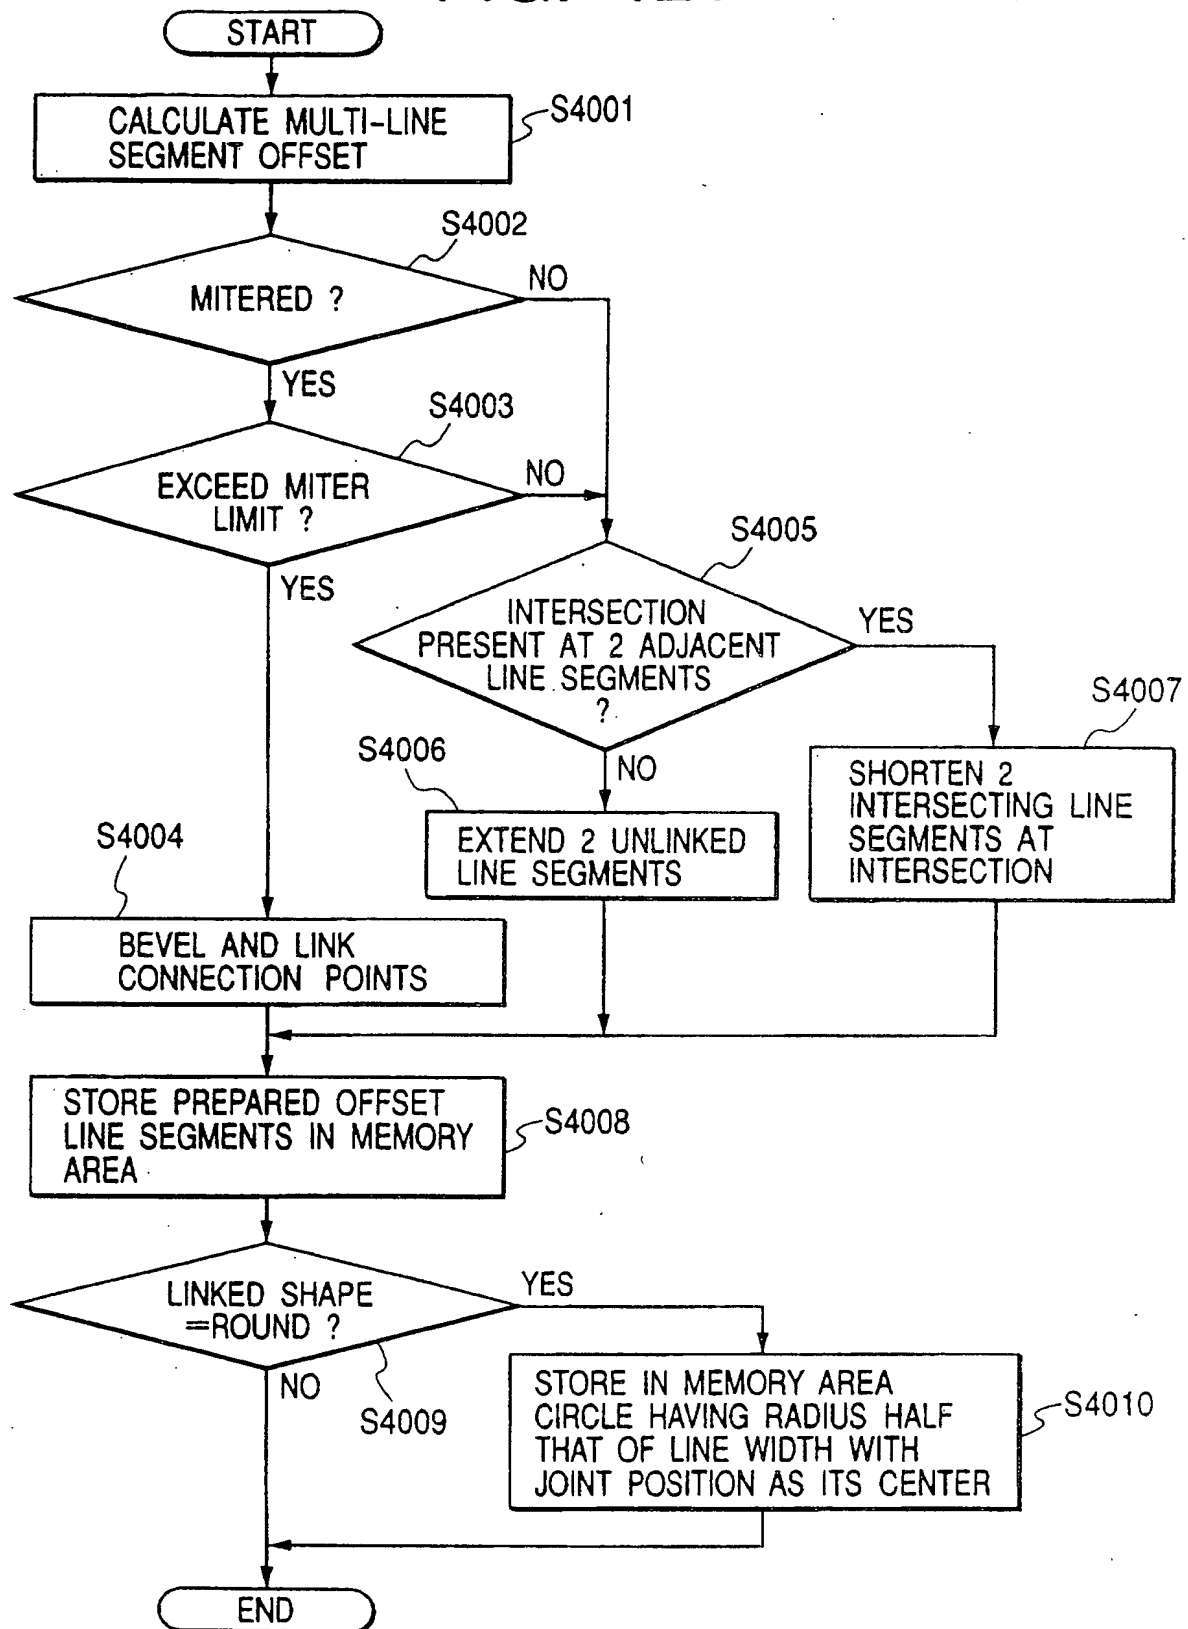 START
CALCULATE MULTI-LINE
SEGMENT OFFSET
S4001
S4002
MITERED ?
NO
YES
S4003
EXCEED MITER
LIMIT ?
NO
YES
S4005
INTERSECTION
PRESENT AT 2 ADJACENT
LINE SEGMENTS
?
YES
NO
S4007
SHORTEN 2
INTERSECTING LINE
SEGMENTS AT
INTERSECTION
S4006
EXTEND 2 UNLINKED
LINE SEGMENTS
S4004
BEVEL AND LINK
CONNECTION POINTS
STORE PREPARED OFFSET
LINE SEGMENTS IN MEMORY
AREA
S4008
LINKED SHAPE
=ROUND ?
YES
NO
S4009
STORE IN MEMORY AREA
CIRCLE HAVING RADIUS HALF
THAT OF LINE WIDTH WITH
JOINT POSITION AS ITS CENTER
S4010
END